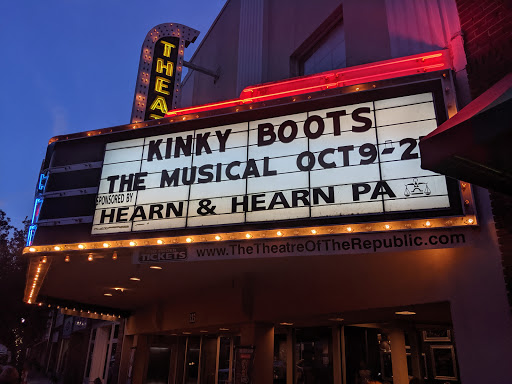 THEA
KINKY BOOTS
THE MUSICAL OCT 9-2
SPONSORED BY
HEARN & HEARN PA
TICKETS www.TheTheatreOfTheRepublic.com